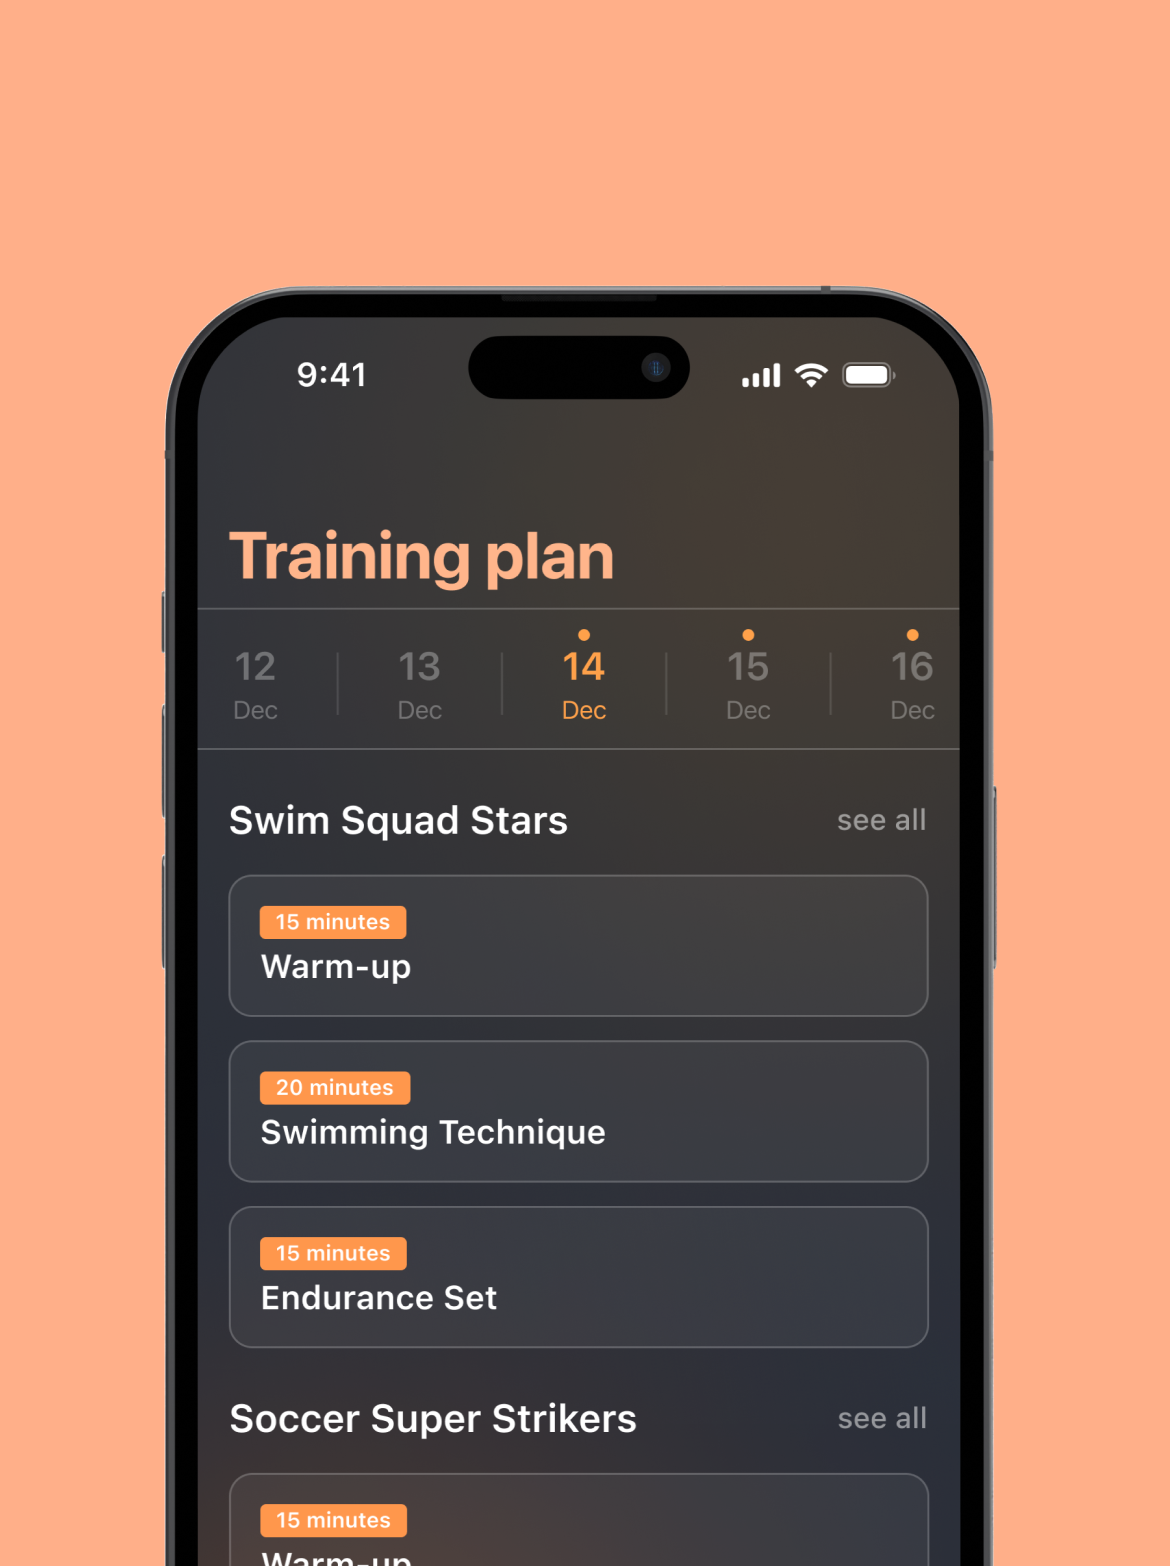 9:41
Training plan
12 13 14 15 16
Dec Dec Dec Dec Dec
Swim Squad Stars see all
15 minutes
Warm-up
20 minutes
Swimming Technique
15 minutes
Endurance Set
Soccer Super Strikers see all
15 minutes
Warm-up